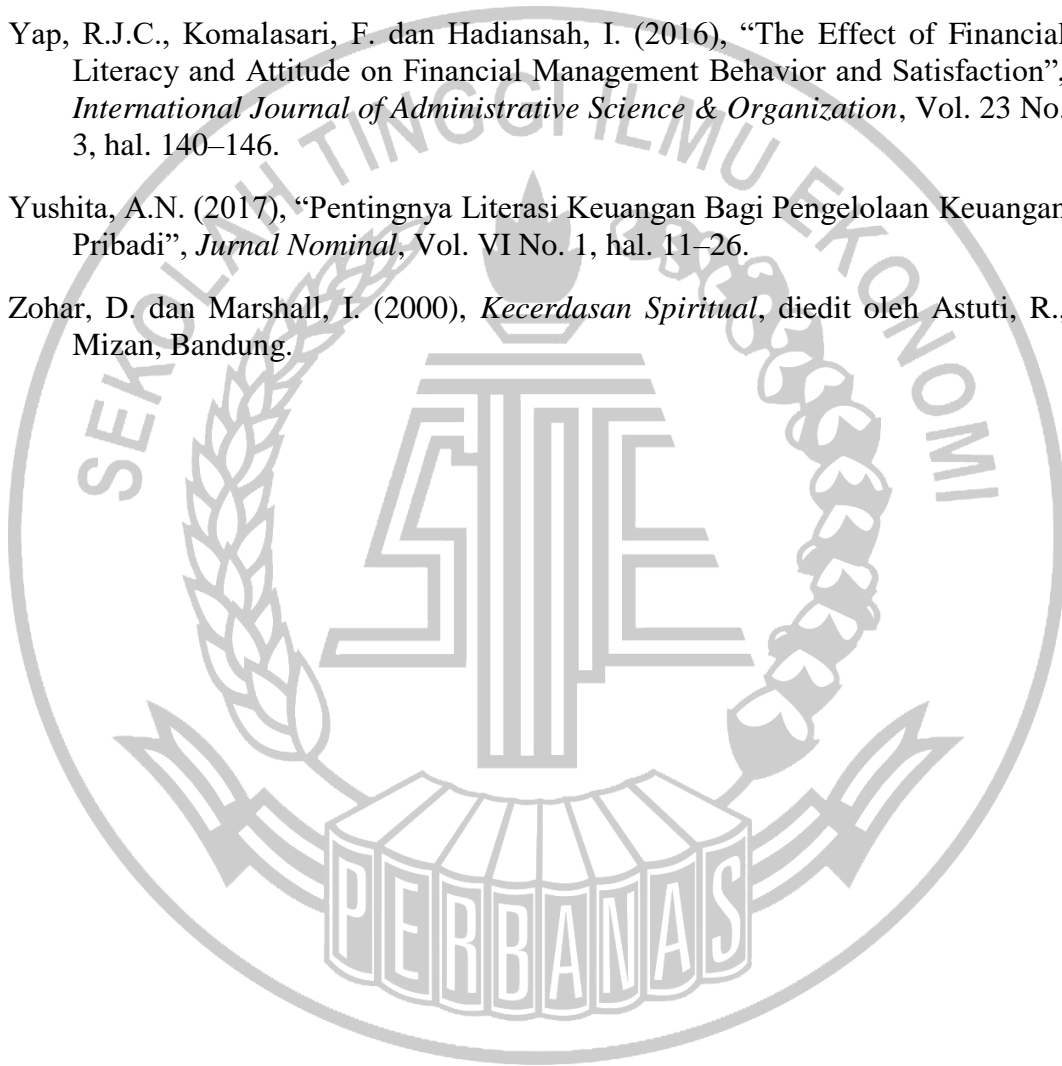 Yap, R.J.C., Komalasari, F. dan Hadiansah, I. (2016), “The Effect of Financial
Literacy and Attitude on Financial Management Behavior and Satisfaction”,
International Journal of Administrative Science & Organization, Vol. 23 No.
3, hal. 140–146.
Yushita, A.N. (2017), “Pentingnya Literasi Keuangan Bagi Pengelolaan Keuangan
Pribadi”, Jurnal Nominal, Vol. VI No. 1, hal. 11–26.
Zohar, D. dan Marshall, I. (2000), Kecerdasan Spiritual, diedit oleh Astuti, R.,
Mizan, Bandung.
SEKOLAH TINGGI ILMU EKONOMI
STIE
PERBANAS